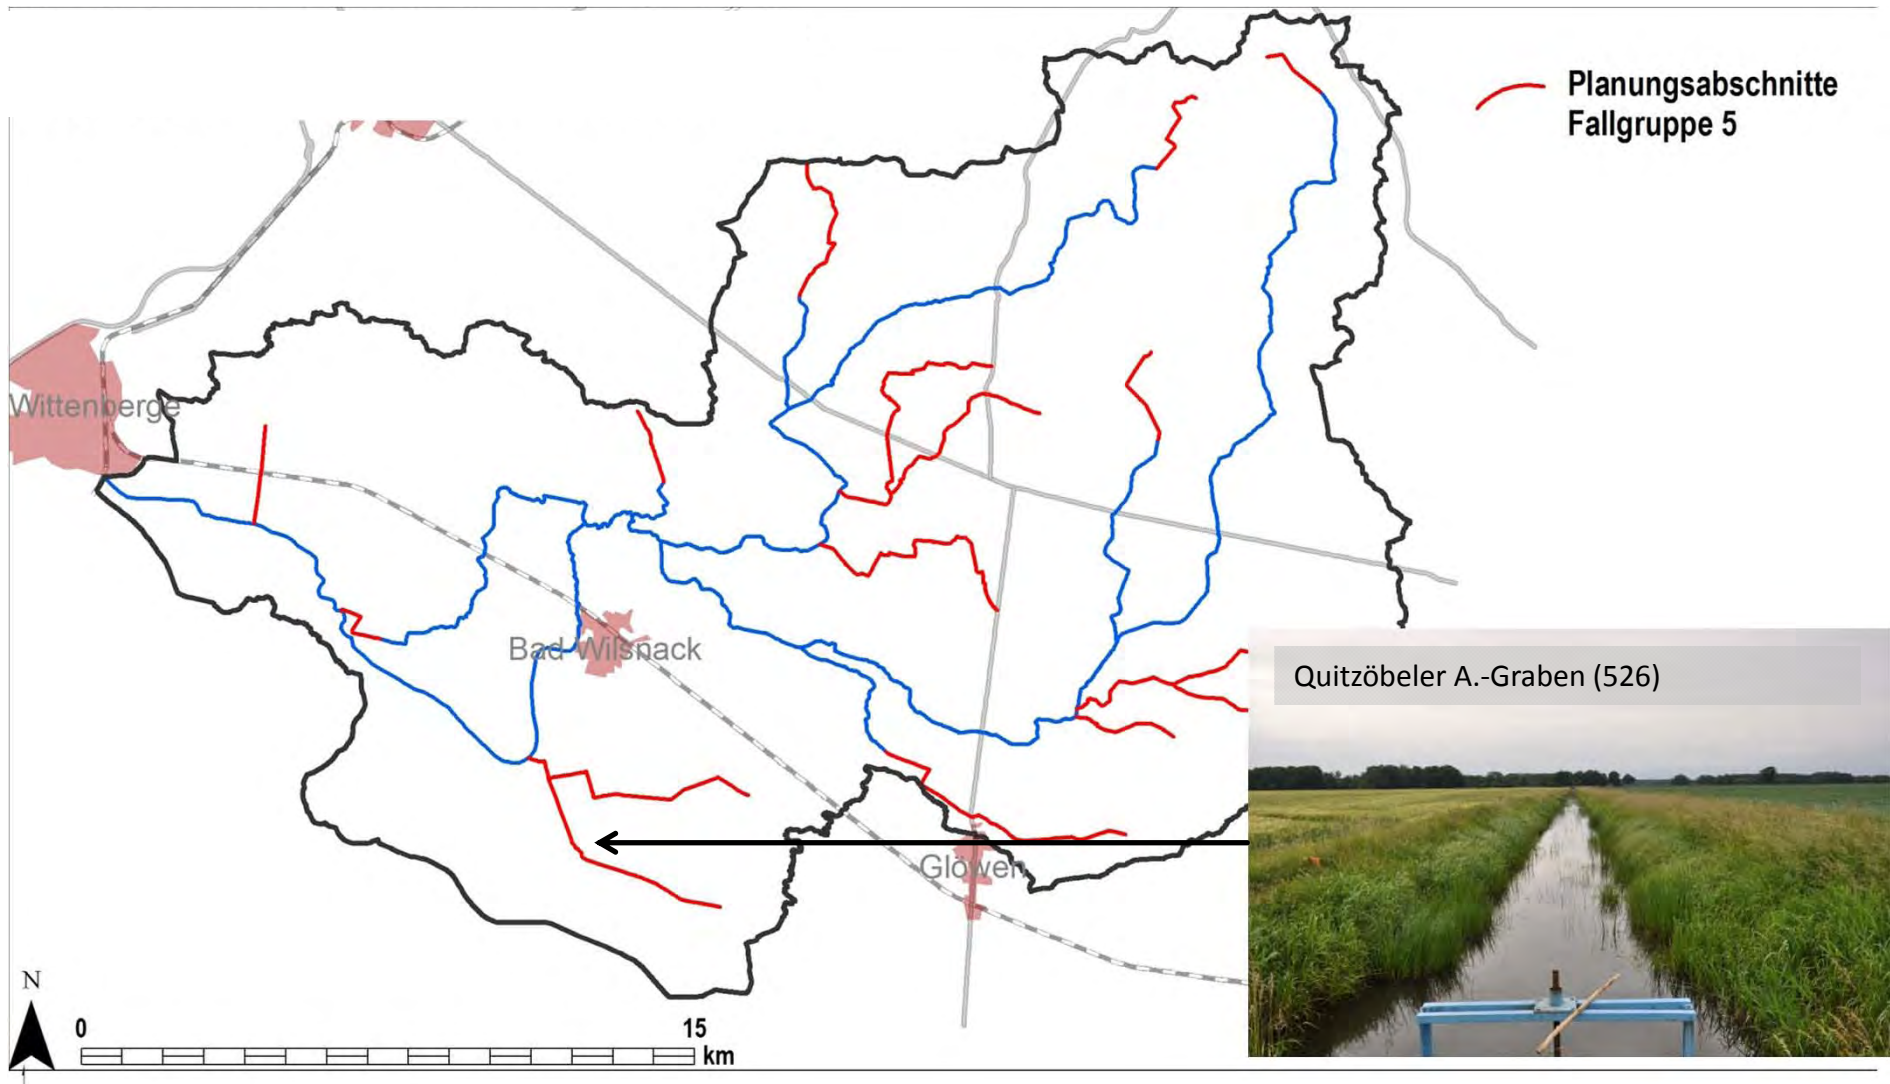 Planungsabschnitte
Fallgruppe 5
Wittenberge
Bad Wilsnack
Quitzöbeler A.-Graben (526)
Glöwen
N
0
15
km